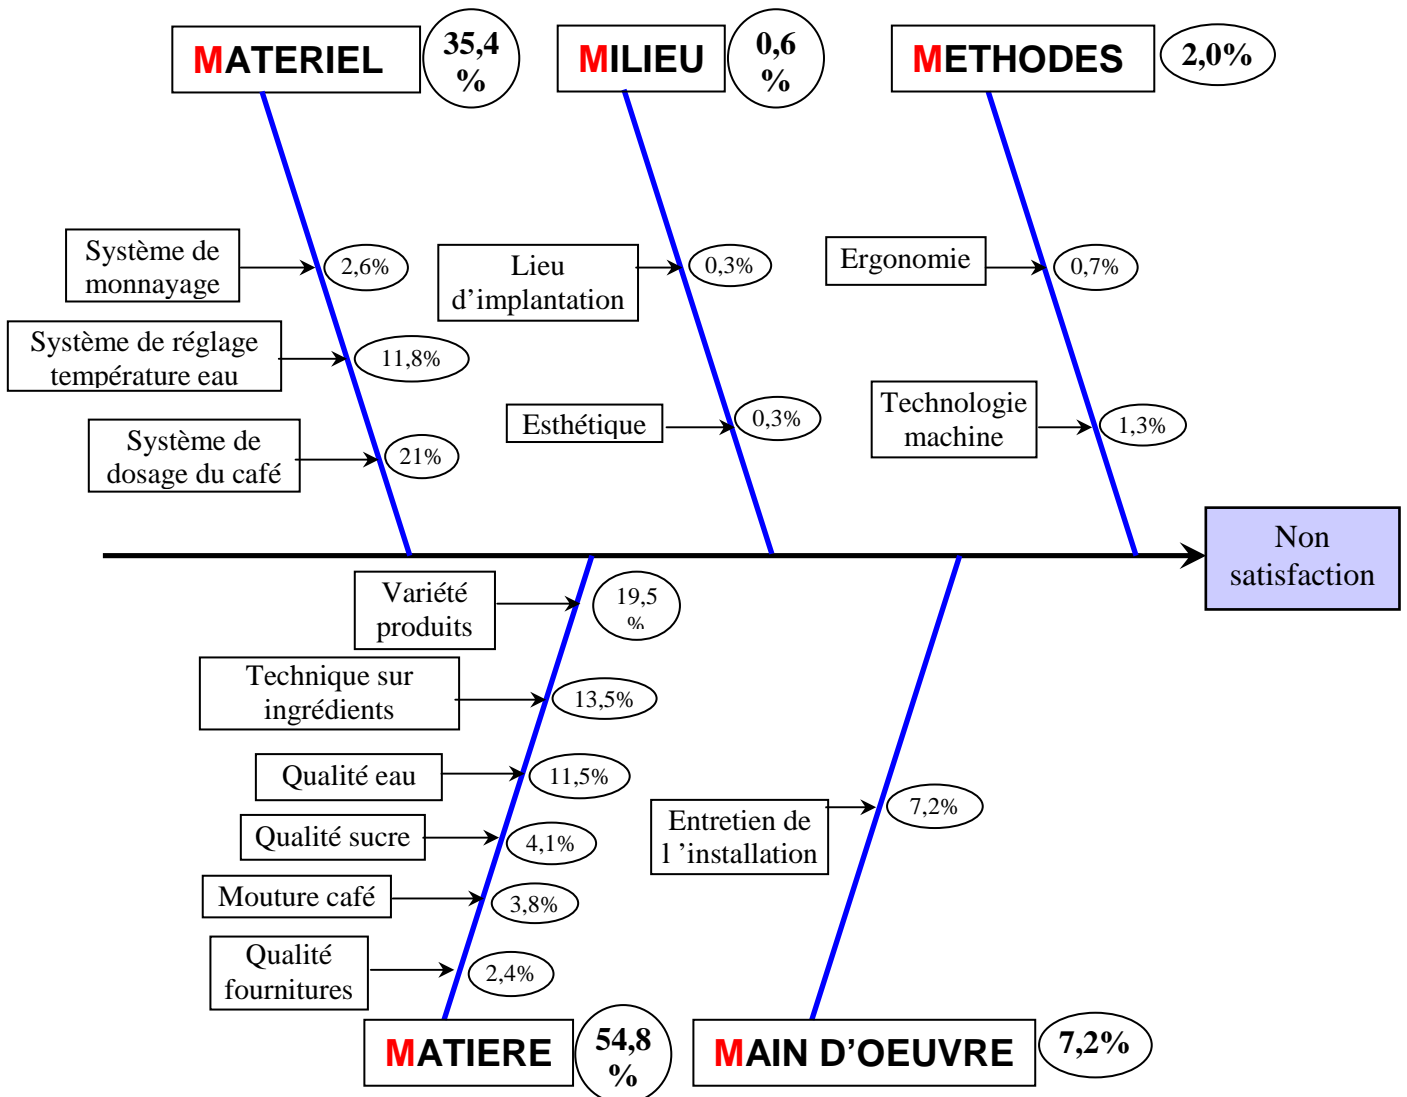 MATERIEL
35,4
%
MILIEU
0,6
%
METHODES
2,0%
Système de
monnayage
2,6%
Lieu
d’implantation
0,3%
Ergonomie
0,7%
Système de réglage
température eau
11,8%
Esthétique
0,3%
Technologie
machine
1,3%
Système de
dosage du café
21%
Non
satisfaction
Variété
produits
19,5
%
Technique sur
ingrédients
13,5%
Qualité eau
11,5%
Entretien de
l ’installation
7,2%
Qualité sucre
4,1%
Mouture café
3,8%
Qualité
fournitures
2,4%
MATIERE
54,8
%
MAIN D’OEUVRE
7,2%